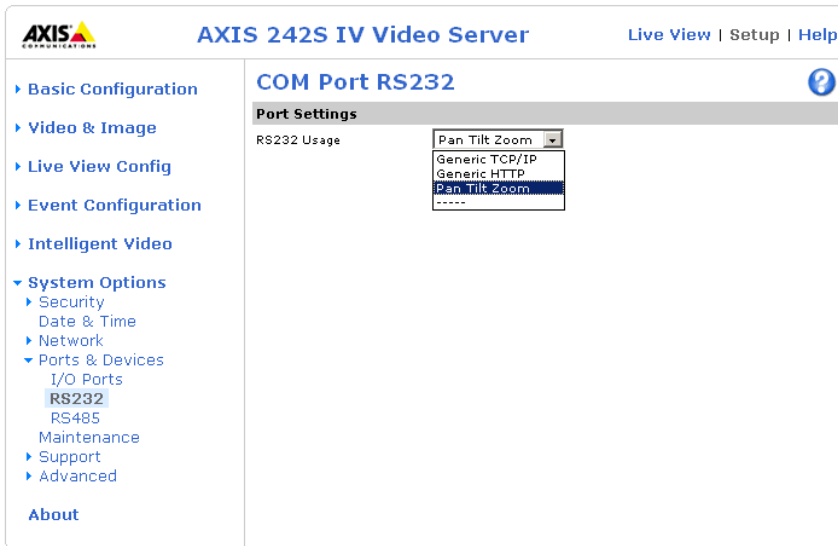 AXIS
COMMUNICATIONS
AXIS 242S IV Video Server
Live View | Setup | Help
Basic Configuration
Video & Image
Live View Config
Event Configuration
Intelligent Video
System Options
Security
Date & Time
Network
Ports & Devices
I/O Ports
RS232
RS485
Maintenance
Support
Advanced
About
COM Port RS232
?
Port Settings
RS232 Usage
Pan Tilt Zoom
Generic TCP/IP
Generic HTTP
Pan Tilt Zoom
-----